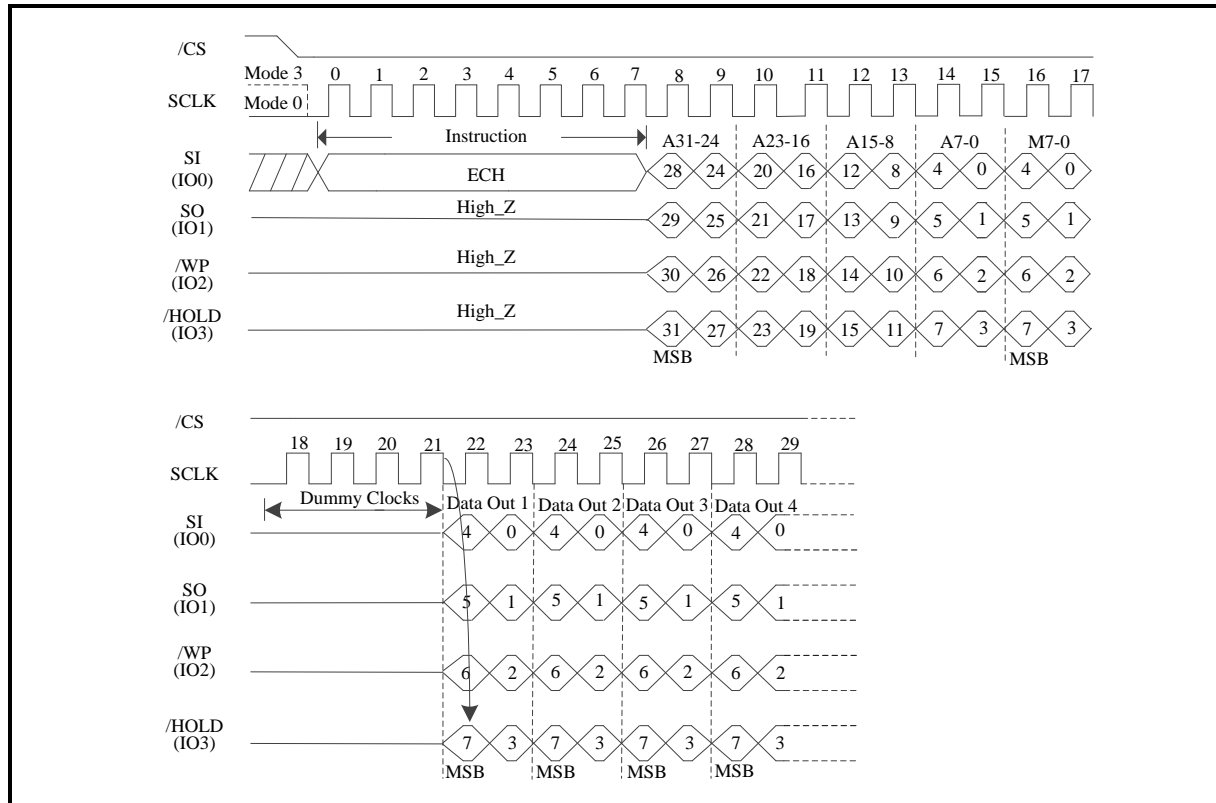 /CS
Mode 3 0 1 2 3 4 5 6 7 8 9 10 11 12 13 14 15 16 17
SCLK Mode 0
Instruction A31-24 A23-16 A15-8 A7-0 M7-0
SI
(IO0) ECH 28 24 20 16 12 8 4 0 4 0
SO
(IO1) High_Z 29 25 21 17 13 9 5 1 5 1
/WP
(IO2) High_Z 30 26 22 18 14 10 6 2 6 2
/HOLD
(IO3) High_Z 31 27 23 19 15 11 7 3 7 3
MSB MSB
/CS
18 19 20 21 22 23 24 25 26 27 28 29
SCLK
Dummy Clocks Data Out 1 Data Out 2 Data Out 3 Data Out 4
SI
(IO0) 4 0 4 0 4 0 4 0
SO
(IO1) 5 1 5 1 5 1 5 1
/WP
(IO2) 6 2 6 2 6 2 6 2
/HOLD
(IO3) 7 3 7 3 7 3 7 3
MSB MSB MSB MSB